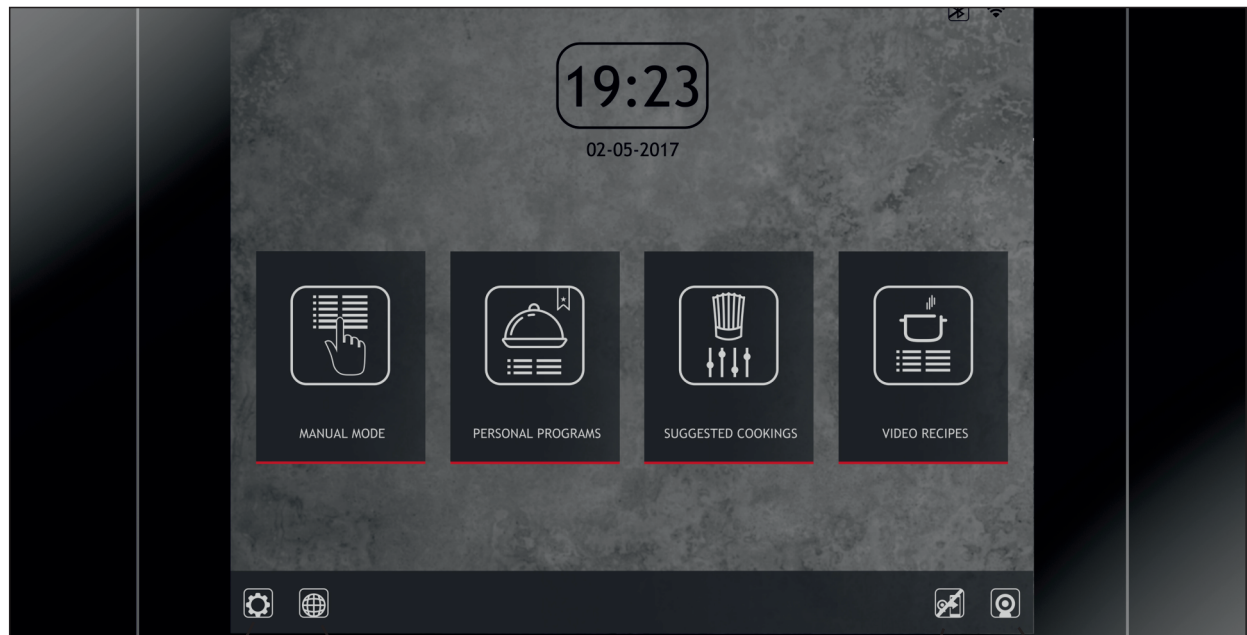 19:23
02-05-2017
MANUAL MODE
PERSONAL PROGRAMS
SUGGESTED COOKINGS
VIDEO RECIPES